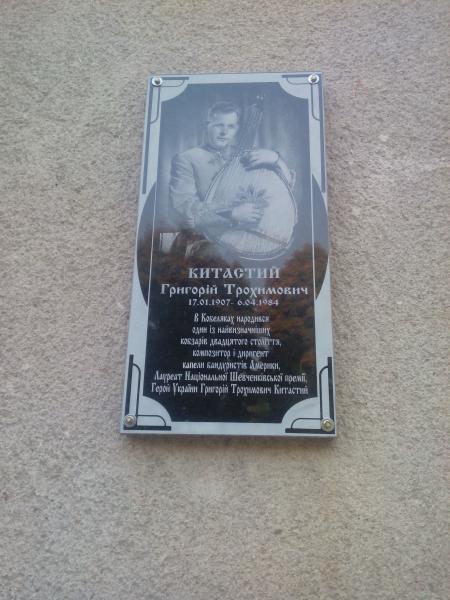 КИТАСТИЙ
Григорій Трохимович
17.01.1907- 6.04.1984
В Кобеляках народився
один із найвизначніших
кобзарів двадцятого століття,
композитор і диригент
капели бандуристів Америки,
Лауреат Національної Шевченківської премії,
Герой України Григорій Трохимович Китастий